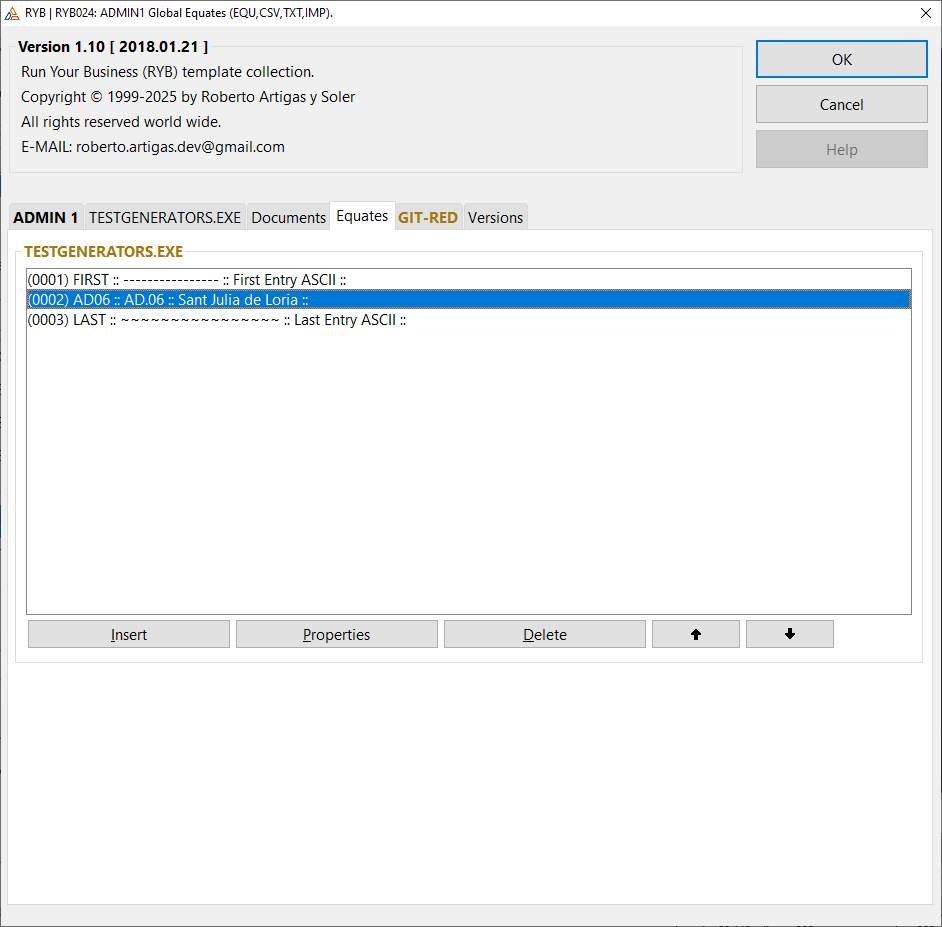 RYB | RYB024: ADMIN1 Global Equates (EQU,CSV,TXT,IMP).
Version 1.10 [ 2018.01.21 ]
Run Your Business (RYB) template collection.
Copyright © 1999-2025 by Roberto Artigas y Soler
All rights reserved world wide.
E-MAIL: roberto.artigas.dev@gmail.com
OK
Cancel
Help
ADMIN 1 TESTGENERATORS.EXE Documents Equates GIT-RED Versions
TESTGENERATORS.EXE
(0001) FIRST :: --------------- :: First Entry ASCII ::
(0002) AD06 :: AD.06 :: Sant Julia de Loria ::
(0003) LAST :: ~~~~~~~~~~~~~~~~ :: Last Entry ASCII ::
Insert Properties Delete